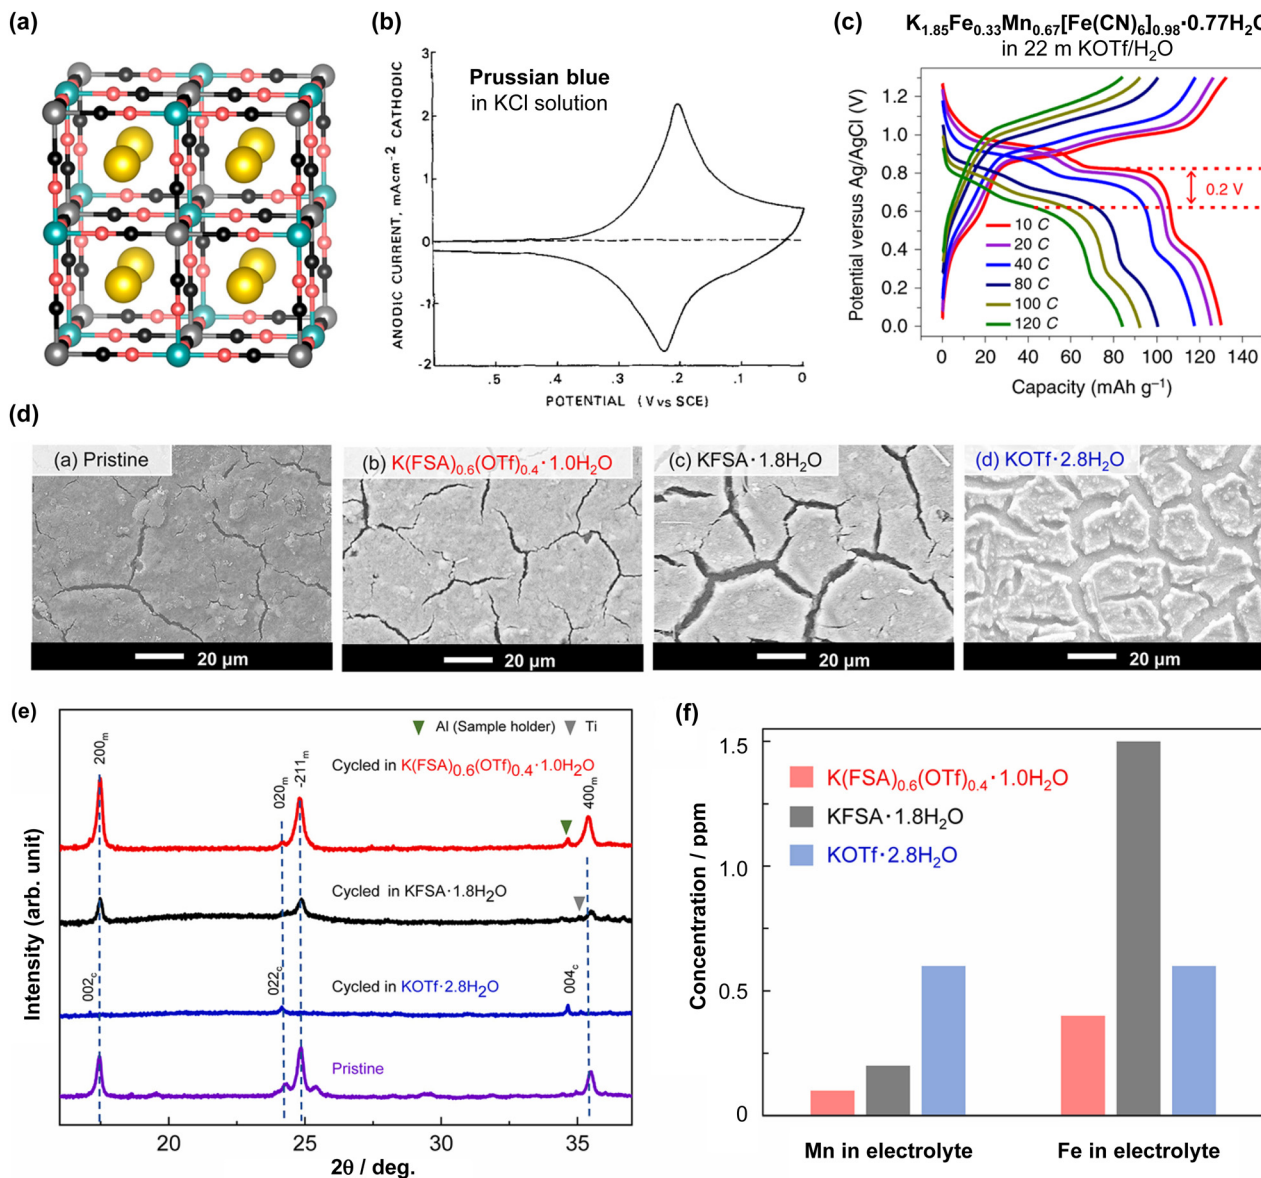 (a)
(b)
Prussian blue
in KCl solution
ANODIC CURRENT, mAcm⁻² CATHODIC
3
2
1
0
-1
-2
.5
.4
.3
.2
.1
0
POTENTIAL (V vs SCE)
(c)
K₁.₈₅Fe₀.₃₃Mn₀.₆₇[Fe(CN)₆]₀.₉₈·0.77H₂O
in 22 m KOTf/H₂O
Potential versus Ag/AgCl (V)
1.2
1.0
0.8
0.6
0.4
0.2
0.0
0.2 V
10 C
20 C
40 C
80 C
100 C
120 C
0
20
40
60
80
100
120
140
Capacity (mAh g⁻¹)
(d)
(a) Pristine
20 μm
(b) K(FSA)₀.₆(OTf)₀.₄·1.0H₂O
20 μm
(c) KFSA·1.8H₂O
20 μm
(d) KOTf·2.8H₂O
20 μm
(e)
Intensity (arb. unit)
Al (Sample holder)
Ti
200ₘ
020ₘ
-211ₘ
400ₘ
Cycled in K(FSA)₀.₆(OTf)₀.₄·1.0H₂O
Cycled in KFSA·1.8H₂O
002c
022c
004c
Cycled in KOTf·2.8H₂O
Pristine
20
25
30
35
2θ / deg.
(f)
Concentration / ppm
1.5
1.0
0.5
0
K(FSA)₀.₆(OTf)₀.₄·1.0H₂O
KFSA·1.8H₂O
KOTf·2.8H₂O
Mn in electrolyte
Fe in electrolyte